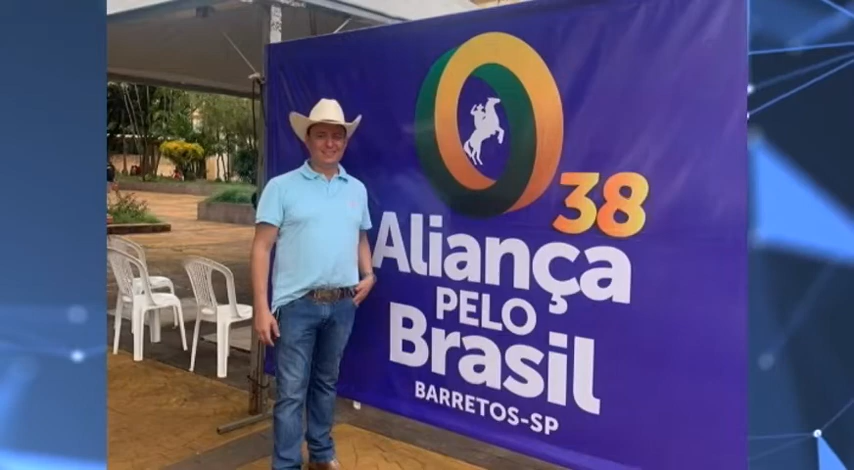 38
Aliança
PELO
Brasil
BARRETOS-SP